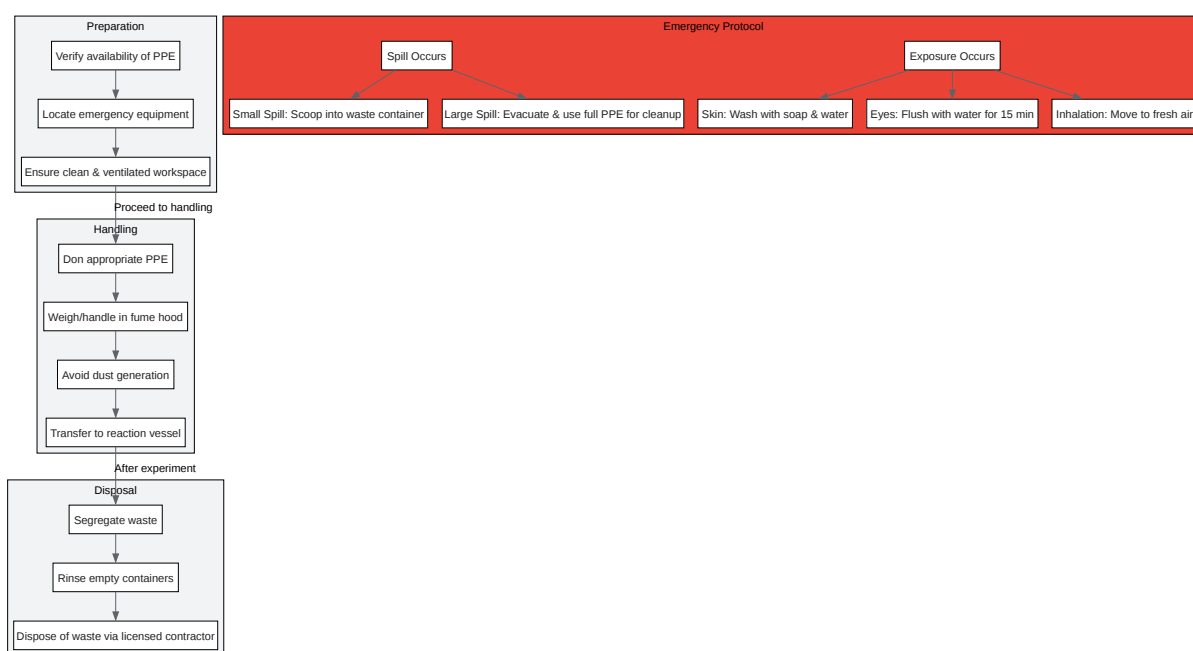 Preparation
Verify availability of PPE
Locate emergency equipment
Ensure clean & ventilated workspace
Proceed to handling
Handling
Don appropriate PPE
Weigh/handle in fume hood
Avoid dust generation
Transfer to reaction vessel
After experiment
Disposal
Segregate waste
Rinse empty containers
Dispose of waste via licensed contractor
Emergency Protocol
Spill Occurs
Exposure Occurs
Small Spill: Scoop into waste container
Large Spill: Evacuate & use full PPE for cleanup
Skin: Wash with soap & water
Eyes: Flush with water for 15 min
Inhalation: Move to fresh air